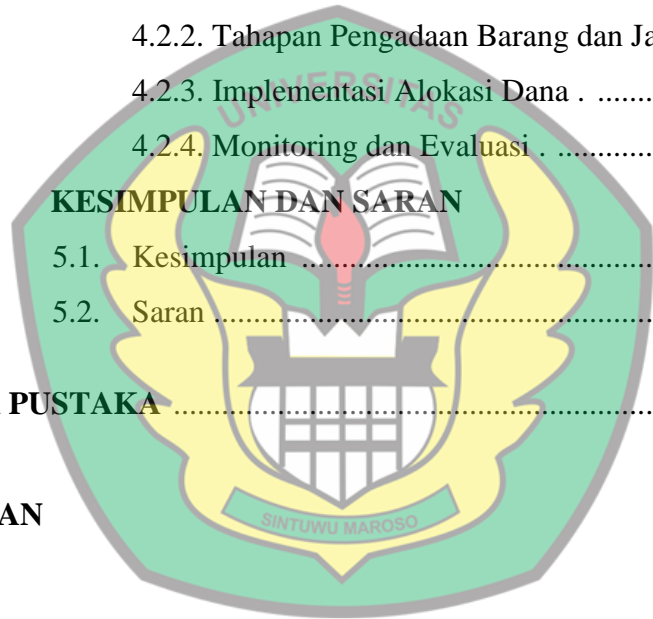 4.2.2. Tahapan Pengadaan Barang dan Ja
4.2.3. Implementasi Alokasi Dana . .......
4.2.4. Monitoring dan Evaluasi . .............
KESIMPULAN DAN SARAN
5.1. Kesimpulan ....................................................
5.2. Saran .................................................................
PUSTAKA .......................................................................
AN
UNIVERSITAS
SINTUWU MAROSO